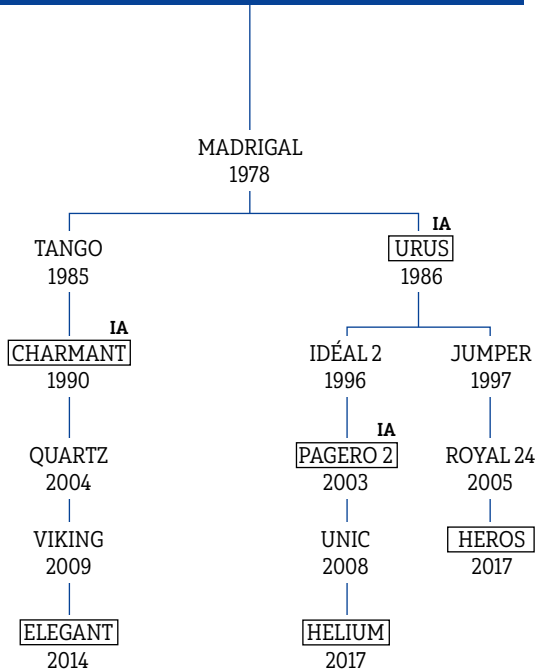 MADRIGAL
1978
IA
TANGO
URUS
1985
1986
IA
CHARMANT
IDÉAL 2
JUMPER
1990
1996
1997
IA
QUARTZ
PAGERO 2
ROYAL 24
2004
2003
2005
VIKING
UNIC
HEROS
2009
2008
2017
ELEGANT
HELIUM
2014
2017